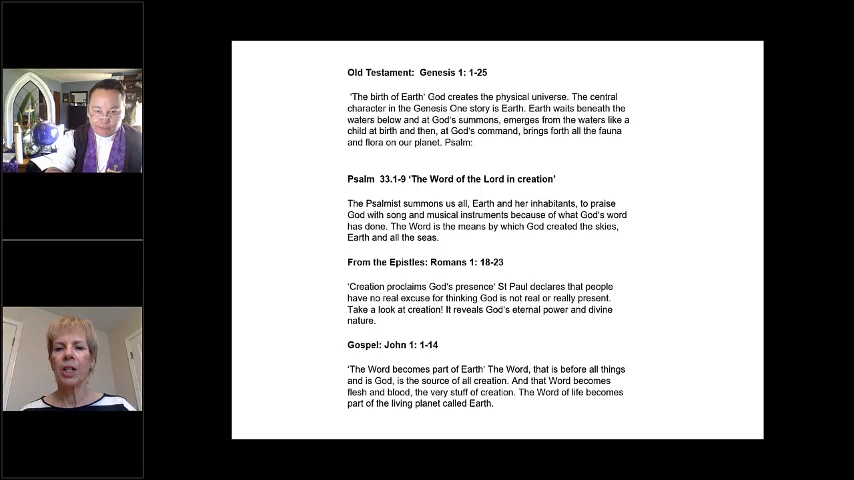 Old Testament: Genesis 1: 1-25
'The birth of Earth' God creates the physical universe. The central
character in the Genesis One story is Earth. Earth waits beneath the
waters below and at God's summons, emerges from the waters like a
child at birth and then, at God's command, brings forth all the fauna
and flora on our planet. Psalm:
Psalm 33.1-9 'The Word of the Lord in creation'
The Psalmist summons us all, Earth and her inhabitants, to praise
God with song and musical instruments because of what God's word
has done. The Word is the means by which God created the skies,
Earth and all the seas.
From the Epistles: Romans 1: 18-23
'Creation proclaims God's presence' St Paul declares that people
have no real excuse for thinking God is not real or really present.
Take a look at creation! It reveals God's eternal power and divine
nature.
Gospel: John 1: 1-14
'The Word becomes part of Earth' The Word, that is before all things
and is God, is the source of all creation. And that Word becomes
flesh and blood, the very stuff of creation. The Word of life becomes
part of the living planet called Earth.